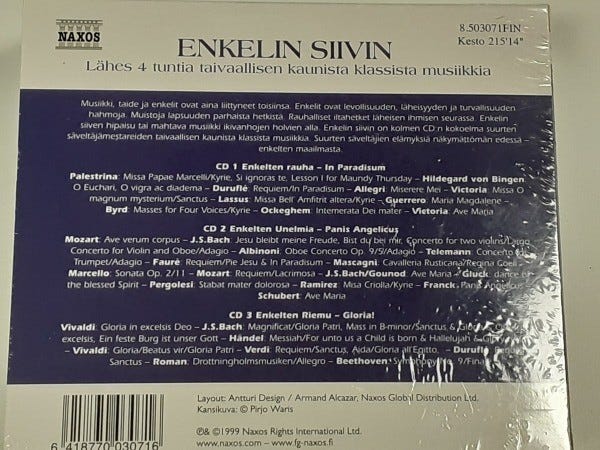 NAXOS
8.503071FIN
Kesto 215'14"
ENKELIN SIIVIN
Lähes 4 tuntia taivaallisen kaunista klassista musiikkia
Musiikki, taide ja enkelit ovat aina liittyneet toisiinsa. Enkelit ovat levollisuuden, läheisyyden ja turvallisuuden
hahmoja. Muistoja lapsuuden parhaista hetkistä. Rauhalliset iltahetket läheisen ihmisen seurassa. Enkelin
siiven hipaisu tai mahtava musiikki ikivanhojen holvien alla. Enkelin siivin on kolmen CD:n kokoelma suurten
säveltäjämestareiden taivaallisen kaunista klassista musiikkia. Suurten säveltäjien elämyksiä näkymättömän edessä –
enkelten maailmasta.
CD 1 Enkelten rauha – In Paradisum
Palestrina: Missa Papae Marcelli/Kyrie, Si ignoras te, Lesson I for Maundy Thursday – Hildegard von Bingen:
O Euchari, O vigra ac diadema – Duruflé: Requiem/In Paradisum – Allegri: Miserere Mei – Victoria: Missa O
magnum mysterium/Sanctus – Lassus: Missa Bell' Amfitrit altera/Kyrie – Guerrero: Maria Magdalene –
Byrd: Masses for Four Voices/Kyrie – Ockeghem: Intemerata Dei mater – Victoria: Ave Maria
CD 2 Enkelten Unelmia – Panis Angelicus
Mozart: Ave verum corpus – J.S.Bach: Jesu bleibt meine Freude, Bist du bei mir, Concerto for two violins/Largo,
Concerto for Violin and Oboe/Adagio – Albinoni: Oboe Concerto Op. 9/5/Adagio – Telemann: Concerto
Trumpet/Adagio – Fauré: Requiem/Pie Jesu & In Paradisum – Mascagni: Cavalleria Rusticana/Regina Coeli
Marcello: Sonata Op. 2/11 – Mozart: Requiem/Lacrimosa – J.S.Bach/Gounod: Ave Maria – Gluck: dance of
the blessed Spirit – Pergolesi: Stabat mater dolorosa – Ramirez: Misa Criolla/Kyrie – Franck: Panis Angelicus
Schubert: Ave Maria
CD 3 Enkelten Riemu – Gloria!
Vivaldi: Gloria in excelsis Deo – J.S.Bach: Magnificat/Gloria Patri, Mass in B-minor/Sanctus & Gloria
excelsis, Ein feste Burg ist unser Gott – Händel: Messiah/For unto us a Child is born & Hallelujah
– Vivaldi: Gloria/Beatus vir/Gloria Patri – Verdi: Requiem/Sanctus, Aida/Gloria all'Egitto – Duruflé:
Sanctus – Roman: Drottningholmsmusiken/Allegro – Beethoven: Symphony No. 9/Finale
Layout: Antturi Design / Armand Alcazar, Naxos Global Distribution Ltd.
Kansikuva: © Pirjo Waris
℗&©1999 HNH Rights International Ltd.
www.naxos.com – www.fg-naxos.fi
6 418770 030716